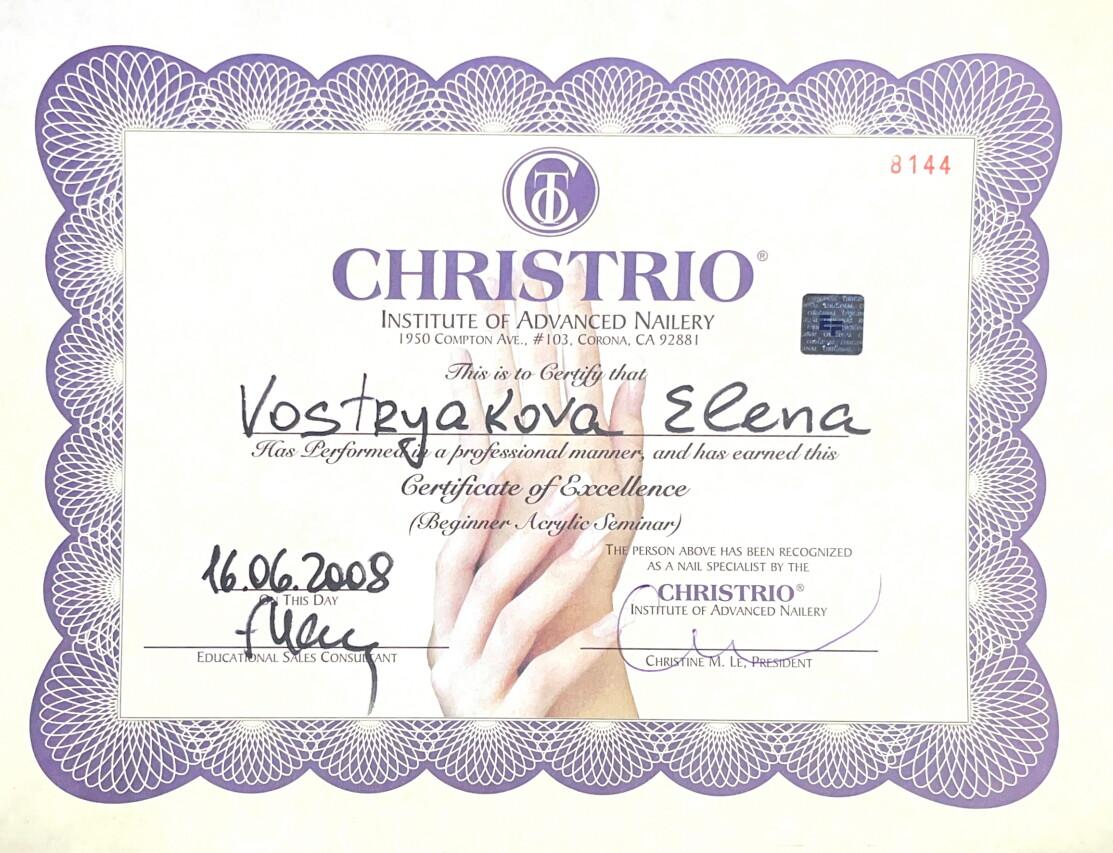 8144
CHRISTRIO®
INSTITUTE OF ADVANCED NAILERY
1950 COMPTON AVE., #103, CORONA, CA 92881
This is to Certify that
Vostryakova Elena
Has Performed in a professional manner, and has earned this
Certificate of Excellence
(Beginner Acrylic Seminar)
16.06.2008
ON THIS DAY
EDUCATIONAL SALES CONSULTANT
THE PERSON ABOVE HAS BEEN RECOGNIZED
AS A NAIL SPECIALIST BY THE
CHRISTRIO®
INSTITUTE OF ADVANCED NAILERY
CHRISTINE M. LE, PRESIDENT